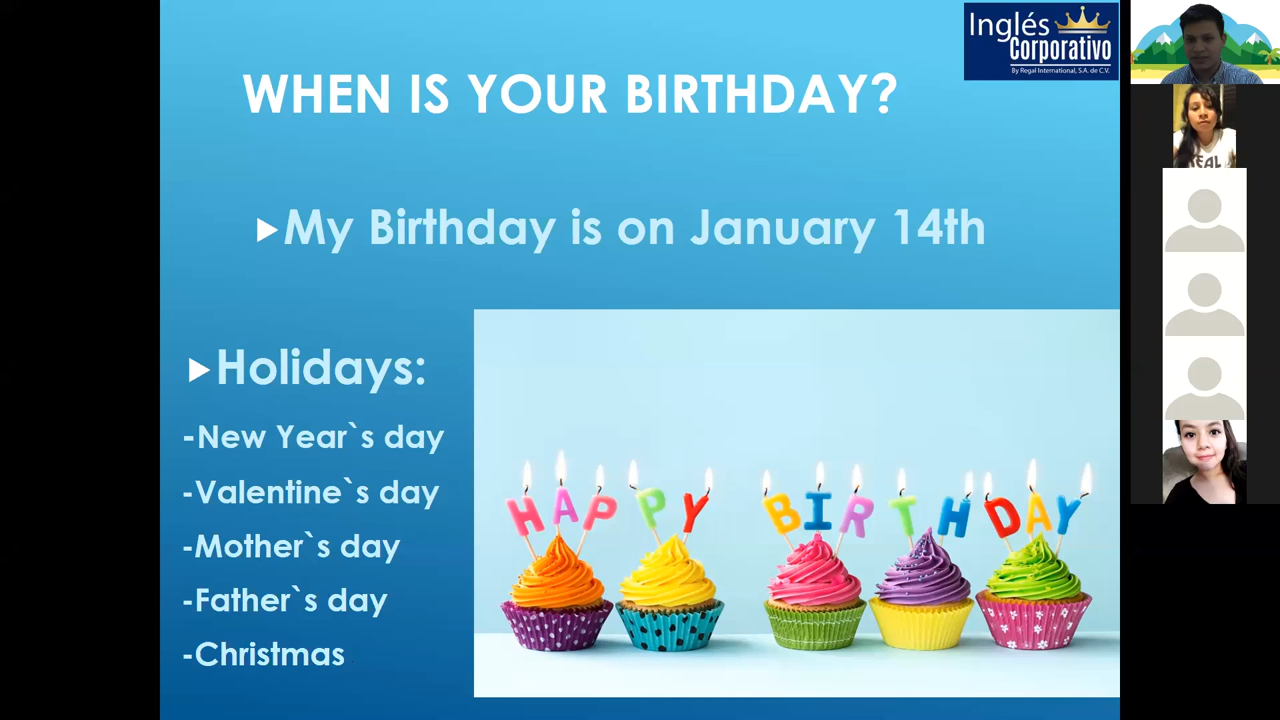 WHEN IS YOUR BIRTHDAY?
Inglés
Corporativo
By Regal International, S.A. de C.V.
My Birthday is on January 14th
Holidays:
-New Year`s day
-Valentine`s day
-Mother`s day
-Father`s day
-Christmas
HAPPY BIRTHDAY
REAL